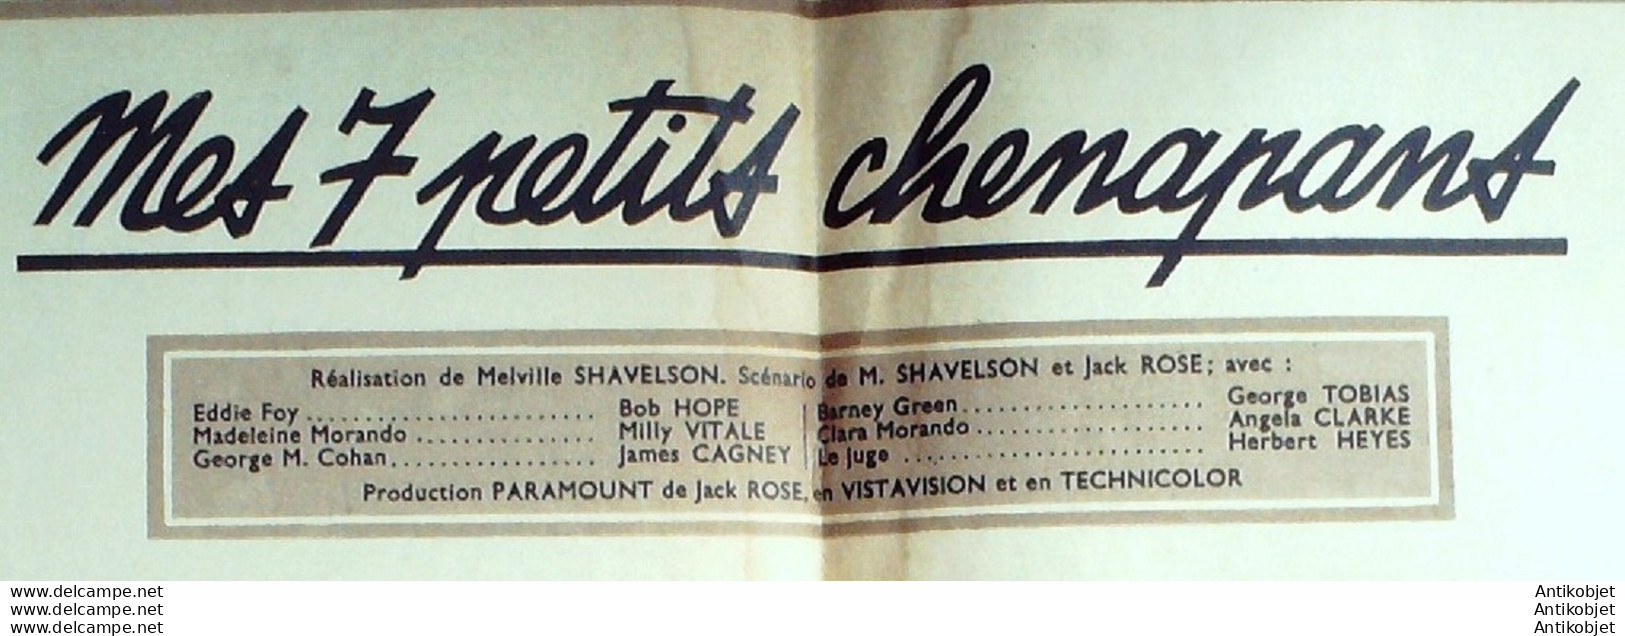 Mes 7 petits chenapans
Réalisation de Melville SHAVELSON. Scénario de M. SHAVELSON et Jack ROSE; avec :
Eddie Foy ........................ Bob HOPE
Madeleine Morando ............... Milly VITALE
George M. Cohan................. James CAGNEY
Barney Green..................... George TOBIAS
Clara Morando.................... Angela CLARKE
Le Juge .......................... Herbert HEYES
Production PARAMOUNT de Jack ROSE, en VISTAVISION et en TECHNICOLOR
www.delcampe.net
www.delcampe.net
www.delcampe.net
Antikobjet
Antikobjet
Antikobjet